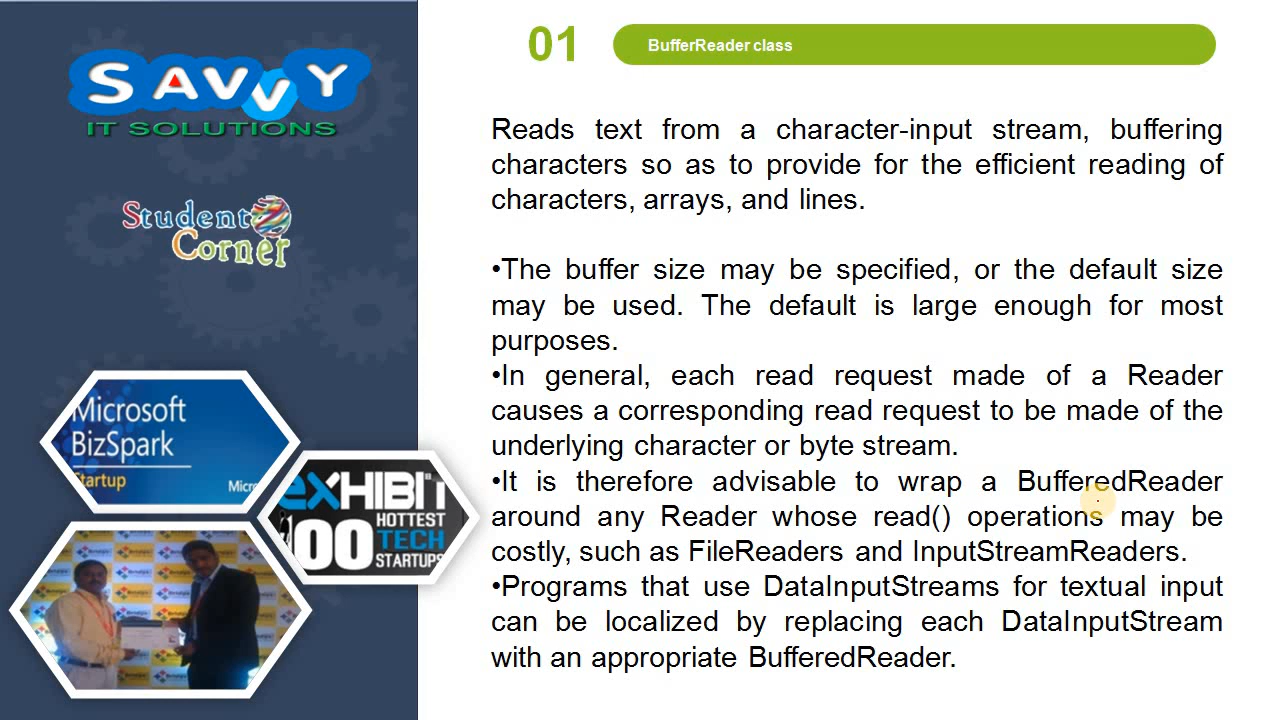 SAVVY
IT SOLUTIONS
Student
Corner
Microsoft
BizSpark
Startup
EXHIBIT
100 HOTTEST
TECH
STARTUPS
01
BufferReader class
Reads text from a character-input stream, buffering
characters so as to provide for the efficient reading of
characters, arrays, and lines.
•The buffer size may be specified, or the default size
may be used. The default is large enough for most
purposes.
•In general, each read request made of a Reader
causes a corresponding read request to be made of the
underlying character or byte stream.
•It is therefore advisable to wrap a BufferedReader
around any Reader whose read() operations may be
costly, such as FileReaders and InputStreamReaders.
•Programs that use DataInputStreams for textual input
can be localized by replacing each DataInputStream
with an appropriate BufferedReader.